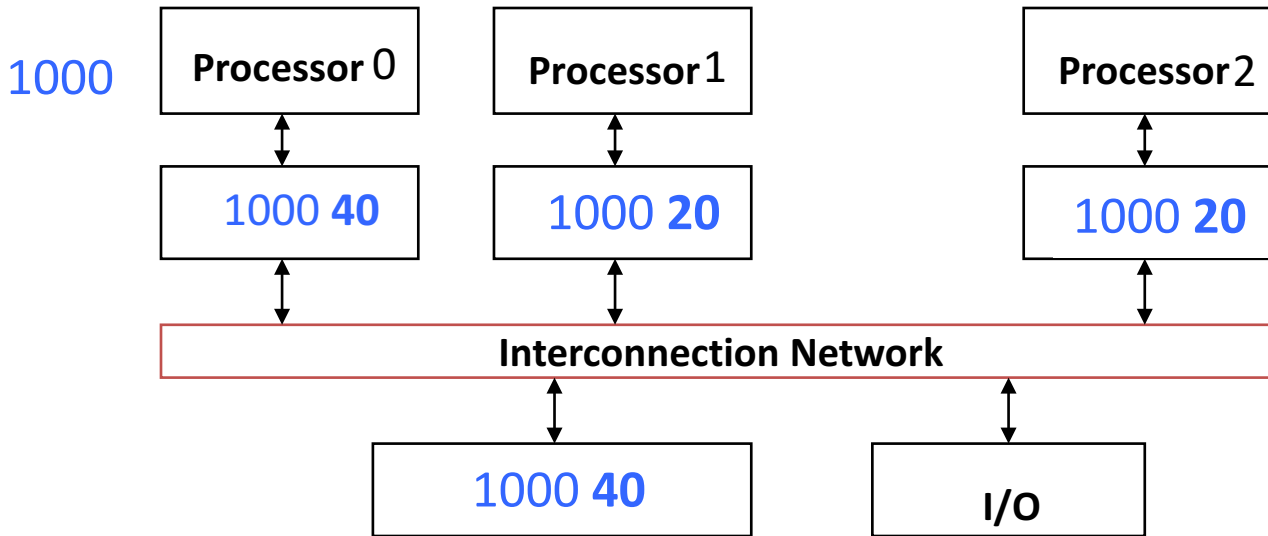 1000
Processor 0
Processor 1
Processor 2
1000 40
1000 20
1000 20
Interconnection Network
1000 40
I/O